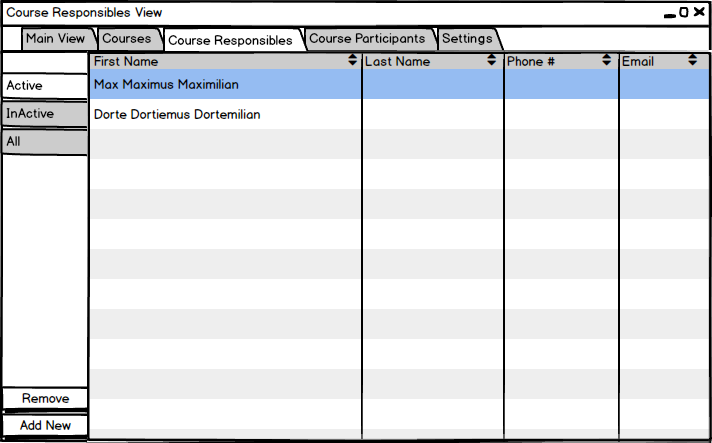 Course Responsibles View
Main View Courses Course Responsibles Course Participants Settings
First Name Last Name Phone # Email
Active
Max Maximus Maximilian
InActive
Dorte Dortiemus Dortemilian
All
Remove
Add New